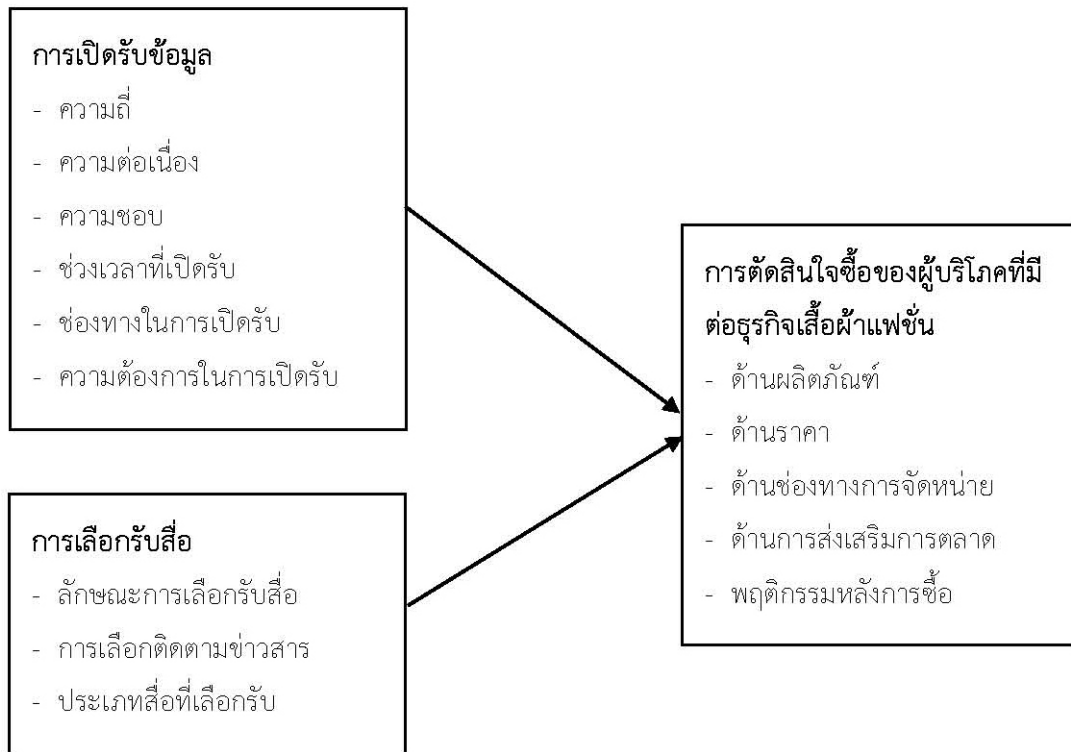 การเปิดรับข้อมูล
- ความถี่
- ความต่อเนื่อง
- ความชอบ
- ช่วงเวลาที่เปิดรับ
- ช่องทางในการเปิดรับ
- ความต้องการในการเปิดรับ
การเลือกรับสื่อ
- ลักษณะการเลือกรับสื่อ
- การเลือกติดตามข่าวสาร
- ประเภทสื่อที่เลือกรับ
การตัดสินใจซื้อของผู้บริโภคที่มี
ต่อธุรกิจเสื้อผ้าแฟชั่น
- ด้านผลิตภัณฑ์
- ด้านราคา
- ด้านช่องทางการจัดหน่าย
- ด้านการส่งเสริมการตลาด
- พฤติกรรมหลังการซื้อ